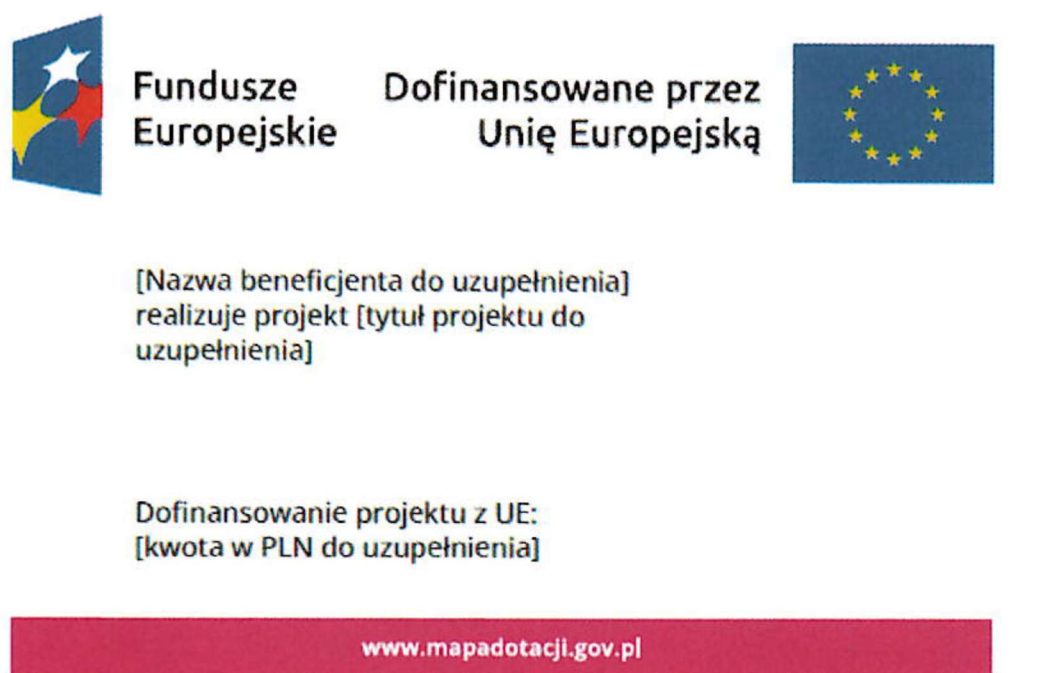 Fundusze
Europejskie
Dofinansowane przez
Unię Europejską
[Nazwa beneficjenta do uzupełnienia]
realizuje projekt [tytuł projektu do
uzupełnienia]
Dofinansowanie projektu z UE:
[kwota w PLN do uzupełnienia]
www.mapadotacji.gov.pl